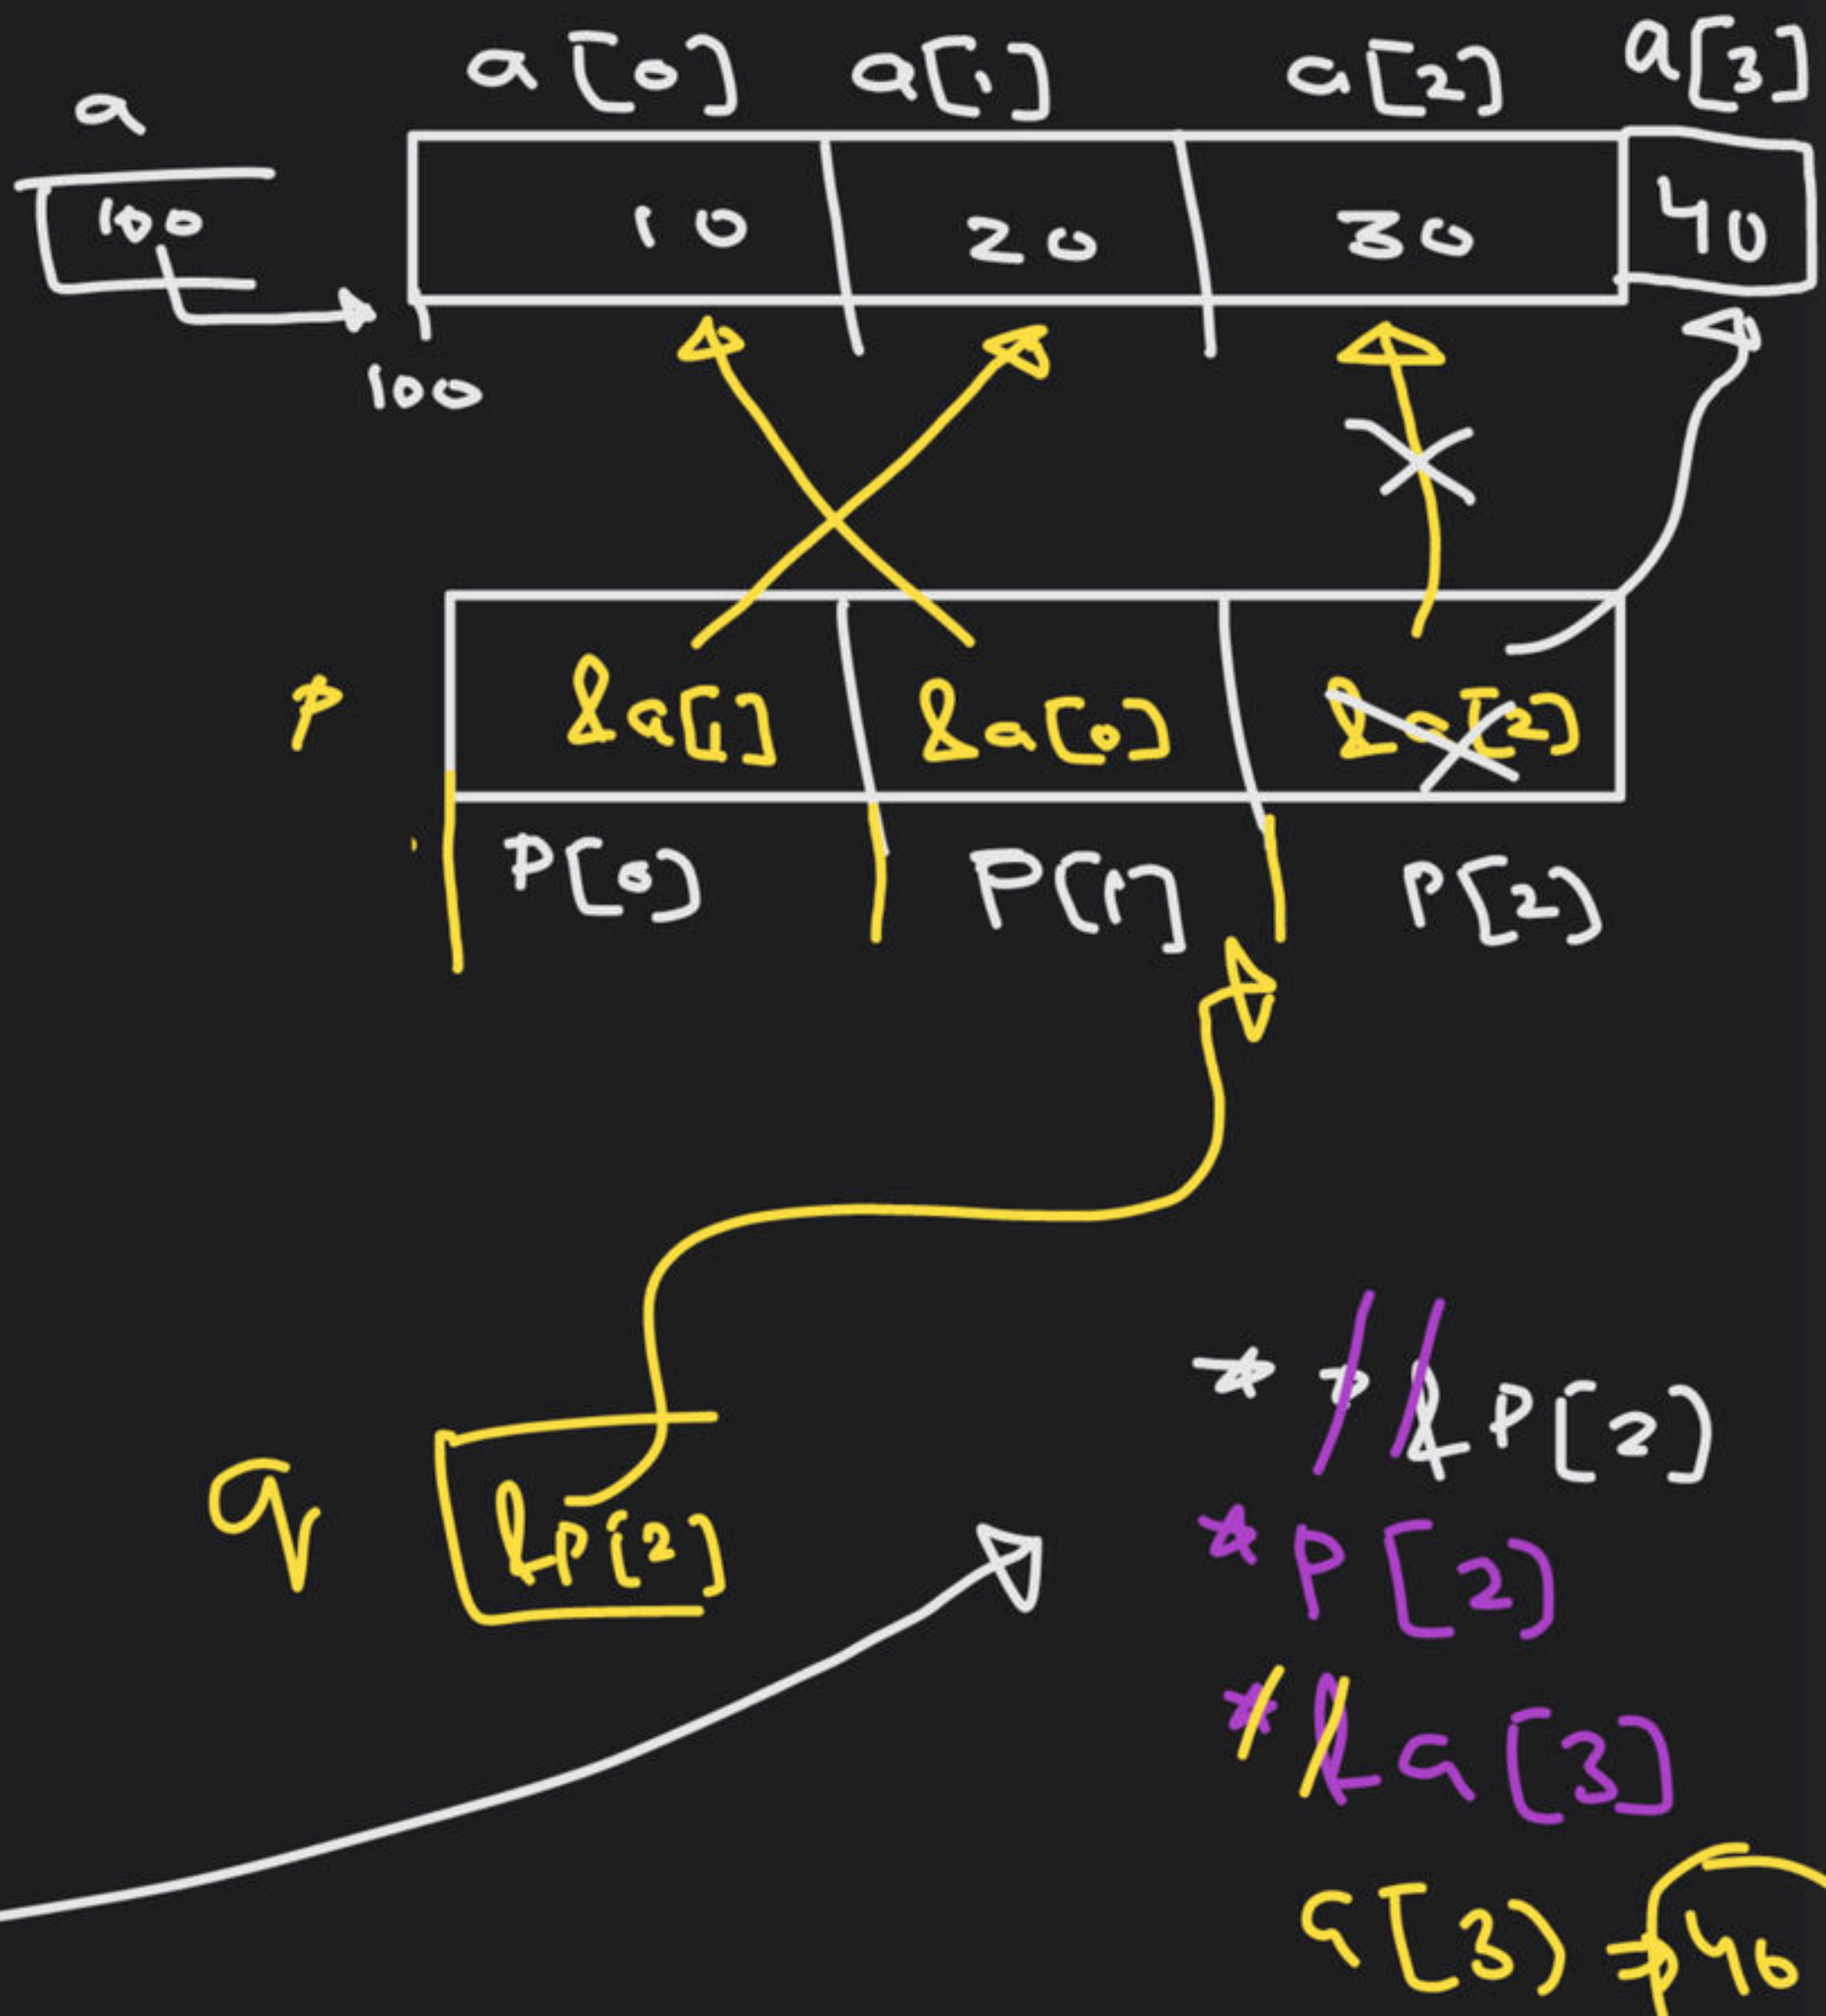 a[0] a[1] a[2] a[3]
a
100 10 20 30 40
100
p &a[1] &a[0] &a[2]
P[0] P[1] P[2]
* * & P[2]
q &P[2]
* P[2]
* & a[3]
a[3] ⇒ 40